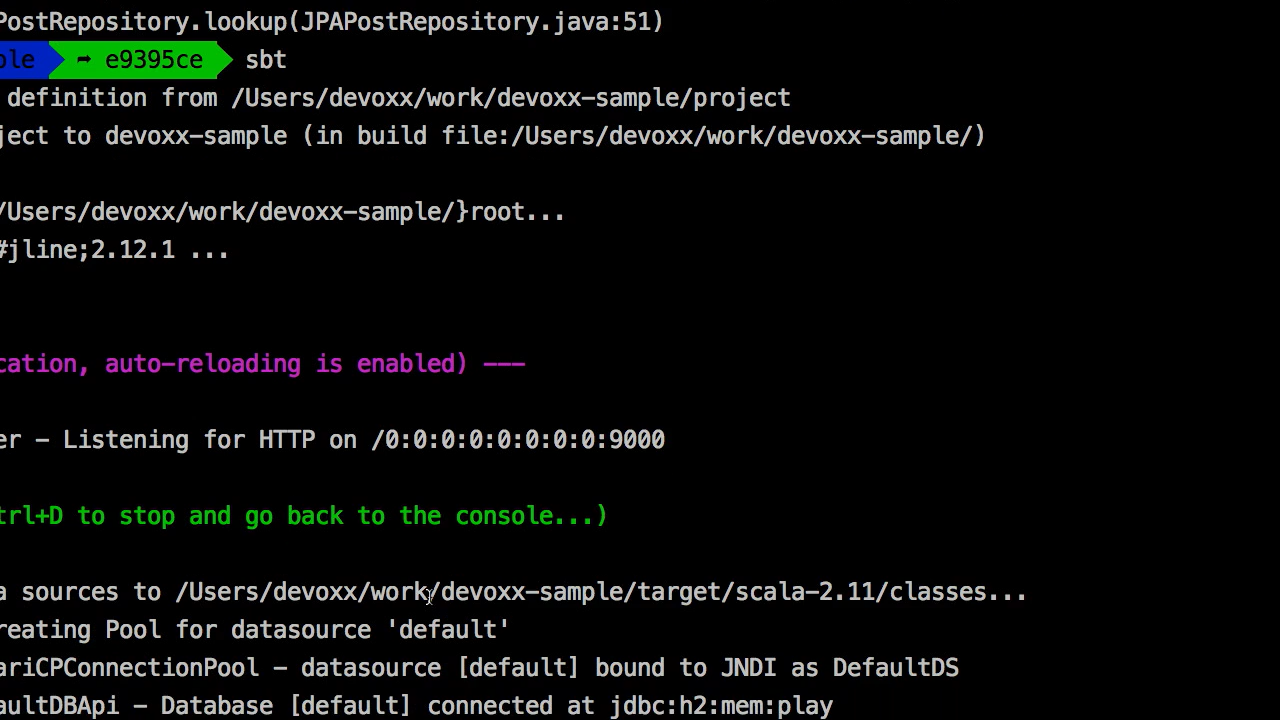 PostRepository.lookup(JPAPostRepository.java:51)
ple ➦ e9395ce sbt
definition from /Users/devoxx/work/devoxx-sample/project
ject to devoxx-sample (in build file:/Users/devoxx/work/devoxx-sample/)
/Users/devoxx/work/devoxx-sample/}root...
#jline;2.12.1 ...
cation, auto-reloading is enabled) ---
er - Listening for HTTP on /0:0:0:0:0:0:0:0:9000
trl+D to stop and go back to the console...)
a sources to /Users/devoxx/work/devoxx-sample/target/scala-2.11/classes...
reating Pool for datasource 'default'
ariCPConnectionPool - datasource [default] bound to JNDI as DefaultDS
aultDBApi - Database [default] connected at jdbc:h2:mem:play